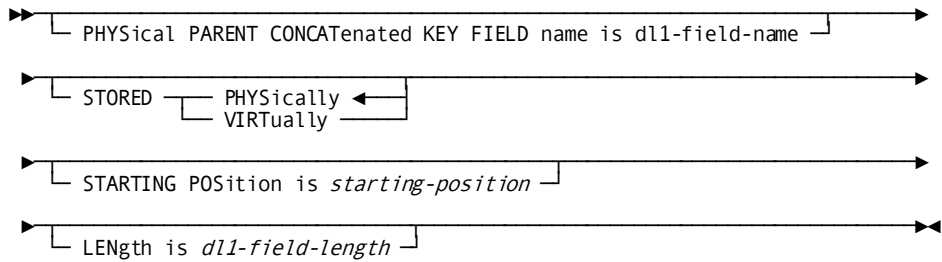 PHYSical PARENT CONCATenated KEY FIELD name is dl1-field-name
STORED PHYSically
VIRTually
STARTING POSition is starting-position
LENgth is dl1-field-length